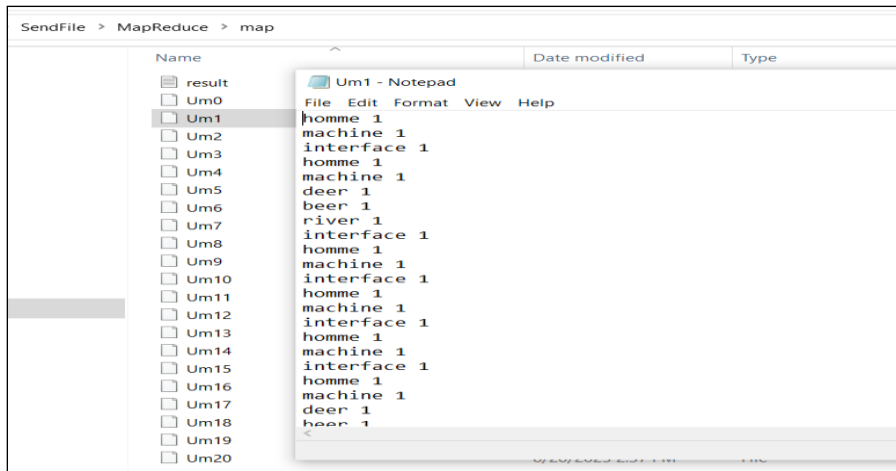 SendFile > MapReduce > map
Name Date modified Type
result
Um0
Um1
Um2
Um3
Um4
Um5
Um6
Um7
Um8
Um9
Um10
Um11
Um12
Um13
Um14
Um15
Um16
Um17
Um18
Um19
Um20
Um1 - Notepad
File Edit Format View Help
homme 1
machine 1
interface 1
homme 1
machine 1
deer 1
beer 1
river 1
interface 1
homme 1
machine 1
interface 1
homme 1
machine 1
interface 1
homme 1
machine 1
interface 1
homme 1
machine 1
deer 1
beer 1